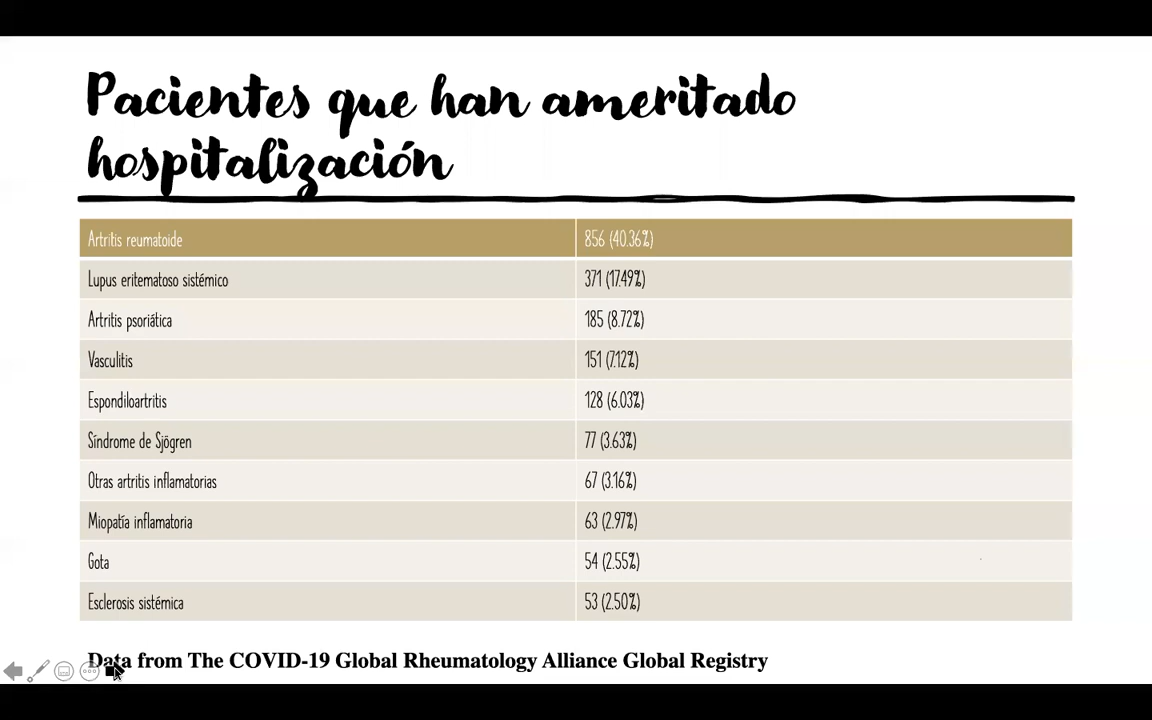 Pacientes que han ameritado
hospitalización
Artritis reumatoide 856 (40.36%)
Lupus eritematoso sistémico 371 (17.49%)
Artritis psoriática 185 (8.72%)
Vasculitis 151 (7.12%)
Espondiloartritis 128 (6.03%)
Síndrome de Sjögren 77 (3.63%)
Otras artritis inflamatorias 67 (3.16%)
Miopatía inflamatoria 63 (2.97%)
Gota 54 (2.55%)
Esclerosis sistémica 53 (2.50%)
Data from The COVID-19 Global Rheumatology Alliance Global Registry